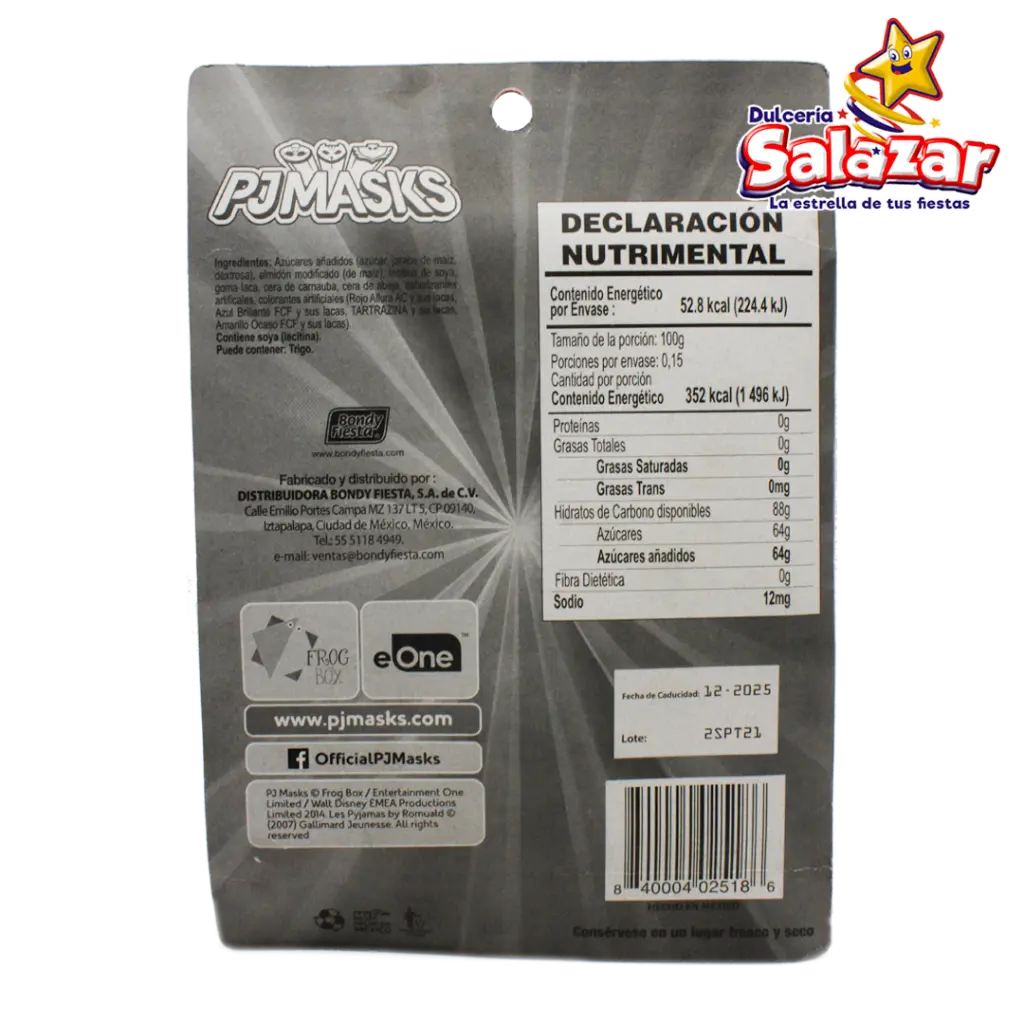 Dulcería
Salazar
La estrella de tus fiestas
PJMASKS
Ingredientes: Azúcares añadidos (azúcar, jarabe de maíz,
dextrosa), almidón modificado (de maíz), lecitina de soya,
goma laca, cera de carnauba, cera de abeja, saborizantes
artificiales, colorantes artificiales (Rojo Allura AC y sus lacas,
Azul Brillante FCF y sus lacas, TARTRAZINA y sus lacas,
Amarillo Ocaso FCF y sus lacas).
Contiene soya (lecitina).
Puede contener: Trigo.
Bondy
Fiesta
www.bondyfiesta.com
Fabricado y distribuido por :
DISTRIBUIDORA BONDY FIESTA, S.A. de C.V.
Calle Emilio Portes Campa MZ 137 LT 5, CP 09140,
Iztapalapa, Ciudad de México, México.
Tel.: 55 5118 4949.
e-mail: ventas@bondyfiesta.com
FROG
BOX
eOne™
www.pjmasks.com
OfficialPJMasks
PJ Masks © Frog Box / Entertainment One
Limited / Walt Disney EMEA Productions
Limited 2014. Les Pyjamas by Romuald ©
(2007) Gallimard Jeunesse. All rights
reserved
DECLARACIÓN
NUTRIMENTAL
Contenido Energético
por Envase : 52.8 kcal (224.4 kJ)
Tamaño de la porción: 100g
Porciones por envase: 0,15
Cantidad por porción
Contenido Energético 352 kcal (1 496 kJ)
Proteínas 0g
Grasas Totales 0g
Grasas Saturadas 0g
Grasas Trans 0mg
Hidratos de Carbono disponibles 88g
Azúcares 64g
Azúcares añadidos 64g
Fibra Dietética 0g
Sodio 12mg
Fecha de Caducidad: 12-2025
Lote: 2SPT21
8 40004 02518 6
HECHO EN MÉXICO
Consérvese en un lugar fresco y seco